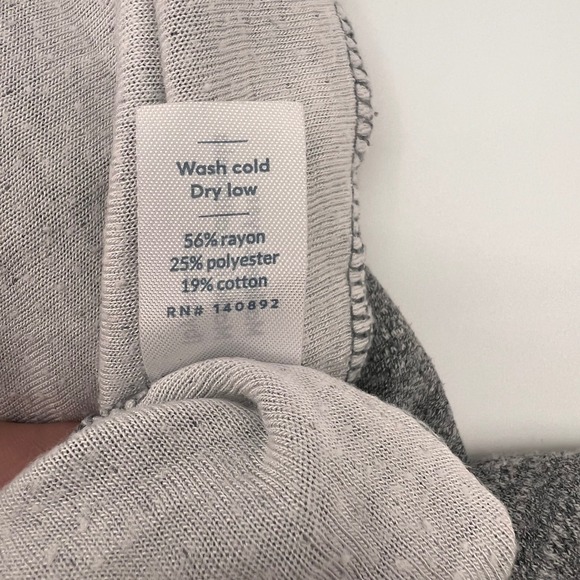 Wash cold
Dry low
56% rayon
25% polyester
19% cotton
RN# 140892